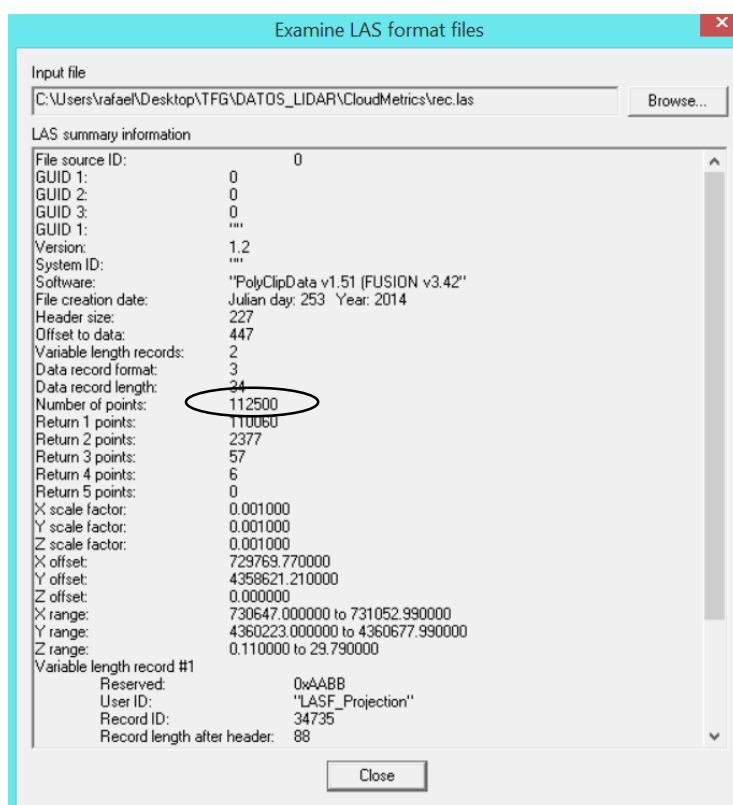 Examine LAS format files
Input file
C:\Users\rafael\Desktop\TFG\DATOS_LIDAR\CloudMetrics\rec.las Browse...
LAS summary information
File source ID: 0
GUID 1: 0
GUID 2: 0
GUID 3: 0
GUID 1: ""
Version: 1.2
System ID: ""
Software: "PolyClipData v1.51 (FUSION v3.42"
File creation date: Julian day: 253 Year: 2014
Header size: 227
Offset to data: 447
Variable length records: 2
Data record format: 3
Data record length: 34
Number of points: 112500
Return 1 points: 110060
Return 2 points: 2377
Return 3 points: 57
Return 4 points: 6
Return 5 points: 0
X scale factor: 0.001000
Y scale factor: 0.001000
Z scale factor: 0.001000
X offset: 729769.770000
Y offset: 4358621.210000
Z offset: 0.000000
X range: 730647.000000 to 731052.990000
Y range: 4360223.000000 to 4360677.990000
Z range: 0.110000 to 29.790000
Variable length record #1
Reserved: 0xAABB
User ID: "LASF_Projection"
Record ID: 34735
Record length after header: 88
Close